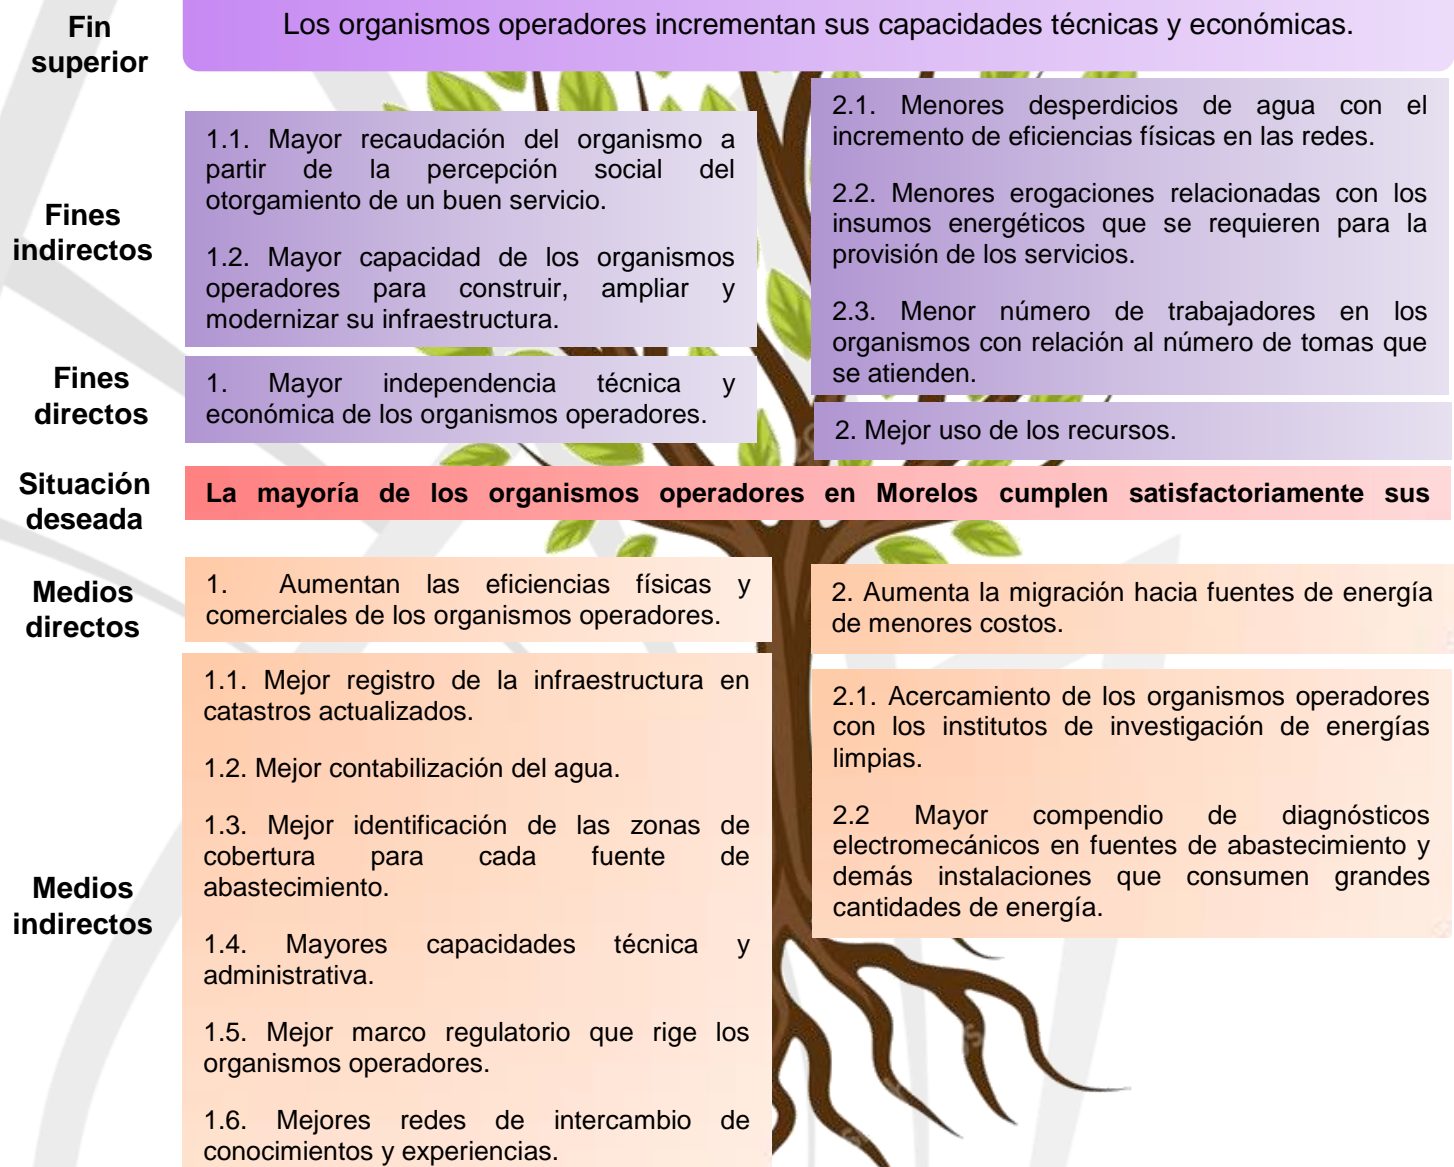 Fin
superior
Los organismos operadores incrementan sus capacidades técnicas y económicas.
Fines
indirectos
1.1. Mayor recaudación del organismo a
partir de la percepción social del
otorgamiento de un buen servicio.
1.2. Mayor capacidad de los organismos
operadores para construir, ampliar y
modernizar su infraestructura.
2.1. Menores desperdicios de agua con el
incremento de eficiencias físicas en las redes.
2.2. Menores erogaciones relacionadas con los
insumos energéticos que se requieren para la
provisión de los servicios.
2.3. Menor número de trabajadores en los
organismos con relación al número de tomas que
se atienden.
Fines
directos
1. Mayor independencia técnica y
económica de los organismos operadores.
2. Mejor uso de los recursos.
Situación
deseada
La mayoría de los organismos operadores en Morelos cumplen satisfactoriamente sus
Medios
directos
1. Aumentan las eficiencias físicas y
comerciales de los organismos operadores.
2. Aumenta la migración hacia fuentes de energía
de menores costos.
Medios
indirectos
1.1. Mejor registro de la infraestructura en
catastros actualizados.
1.2. Mejor contabilización del agua.
1.3. Mejor identificación de las zonas de
cobertura para cada fuente de
abastecimiento.
1.4. Mayores capacidades técnica y
administrativa.
1.5. Mejor marco regulatorio que rige los
organismos operadores.
1.6. Mejores redes de intercambio de
conocimientos y experiencias.
2.1. Acercamiento de los organismos operadores
con los institutos de investigación de energías
limpias.
2.2 Mayor compendio de diagnósticos
electromecánicos en fuentes de abastecimiento y
demás instalaciones que consumen grandes
cantidades de energía.